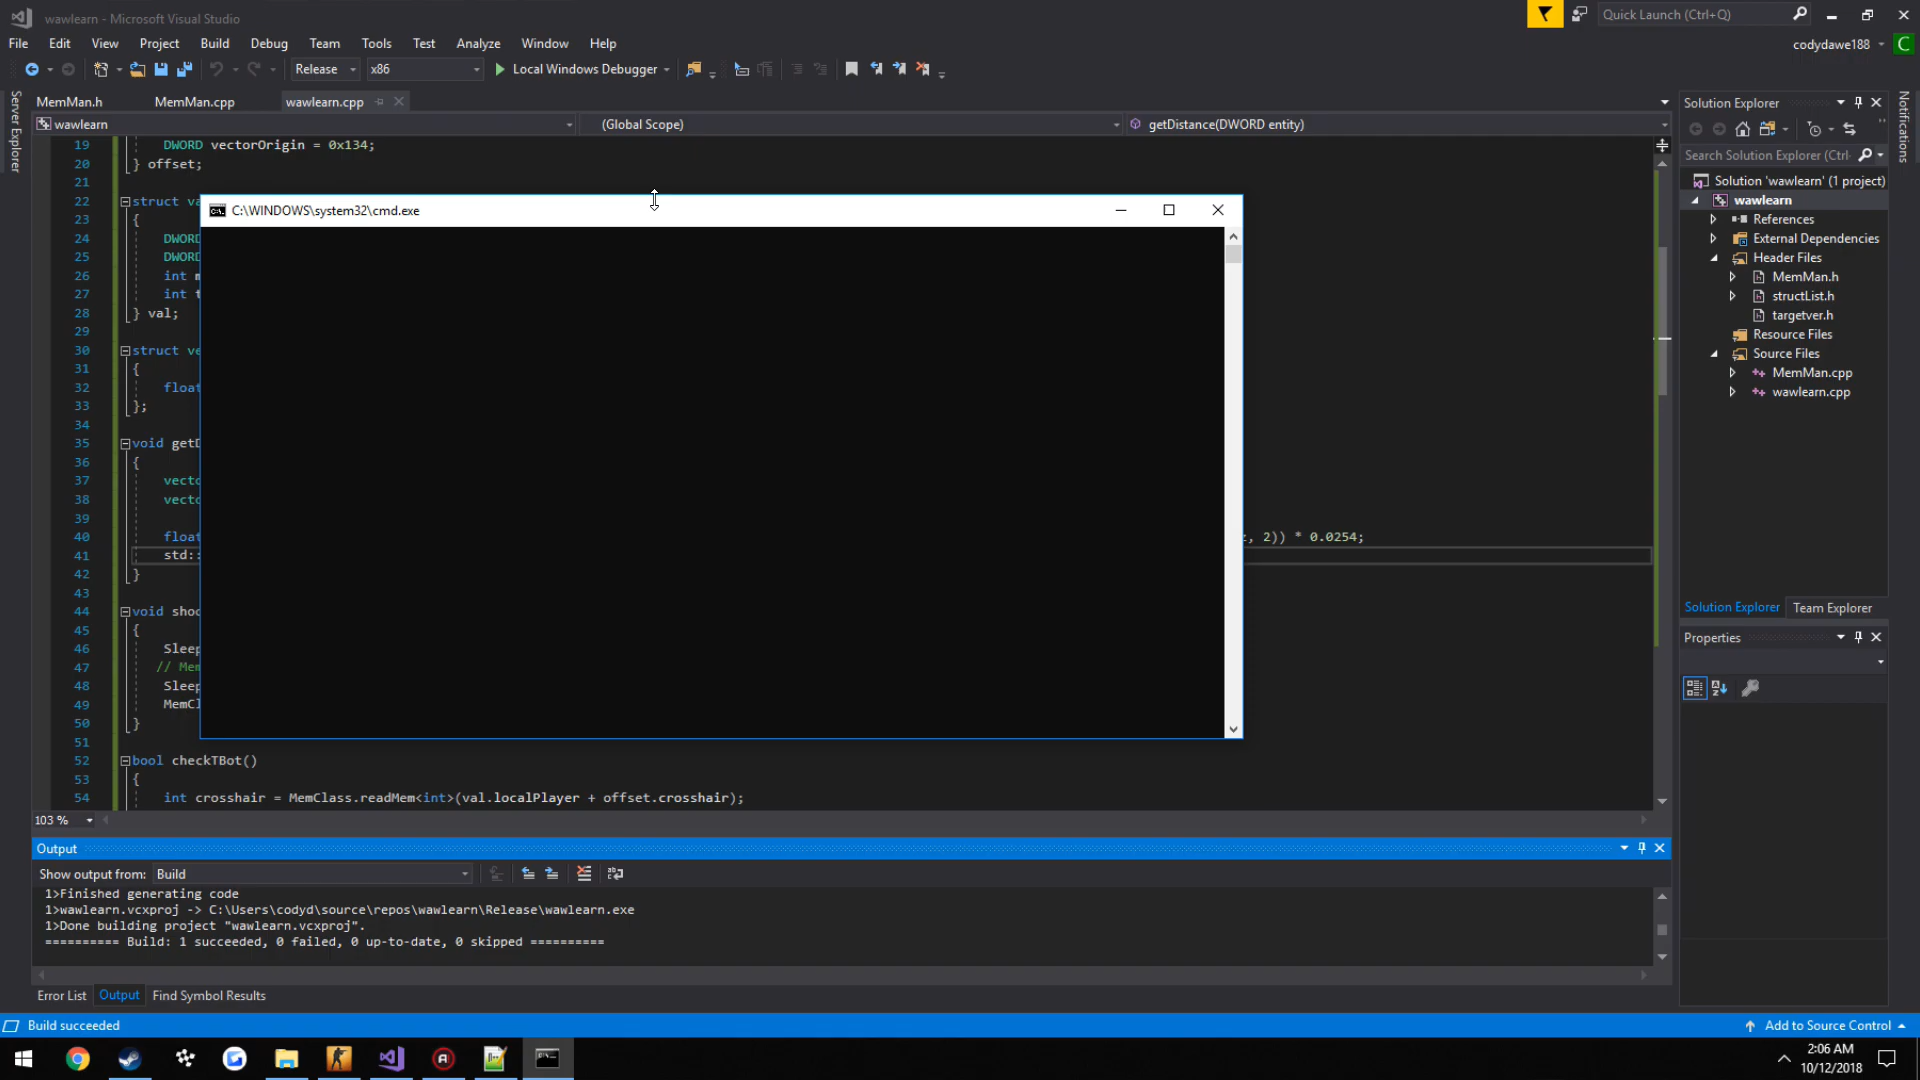 wawlearn - Microsoft Visual Studio
Quick Launch (Ctrl+Q)
File Edit View Project Build Debug Team Tools Test Analyze Window Help
codydawe188
C
Release x86 Local Windows Debugger
Server Explorer
Notifications
MemMan.h MemMan.cpp wawlearn.cpp
wawlearn (Global Scope) getDistance(DWORD entity)
19 DWORD vectorOrigin = 0x134;
20 } offset;
21
22 struct va
23 {
24 DWORD
25 DWORD
26 int m
27 int t
28 } val;
29
30 struct ve
31 {
32 float
33 };
34
35 void getD
36 {
37 vecto
38 vecto
39
40 float , 2)) * 0.0254;
41 std::
42 }
43
44 void shoo
45 {
46 Sleep
47 // Mem
48 Sleep
49 MemCl
50 }
51
52 bool checkTBot()
53 {
54 int crosshair = MemClass.readMem<int>(val.localPlayer + offset.crosshair);
103 %
C:\WINDOWS\system32\cmd.exe
Solution Explorer
Search Solution Explorer (Ctrl
Solution 'wawlearn' (1 project)
wawlearn
References
External Dependencies
Header Files
MemMan.h
structList.h
targetver.h
Resource Files
Source Files
MemMan.cpp
wawlearn.cpp
Solution Explorer Team Explorer
Properties
Output
Show output from: Build
1>Finished generating code
1>wawlearn.vcxproj -> C:\Users\codyd\source\repos\wawlearn\Release\wawlearn.exe
1>Done building project "wawlearn.vcxproj".
========== Build: 1 succeeded, 0 failed, 0 up-to-date, 0 skipped ==========
Error List Output Find Symbol Results
Build succeeded
Add to Source Control
2:06 AM
10/12/2018